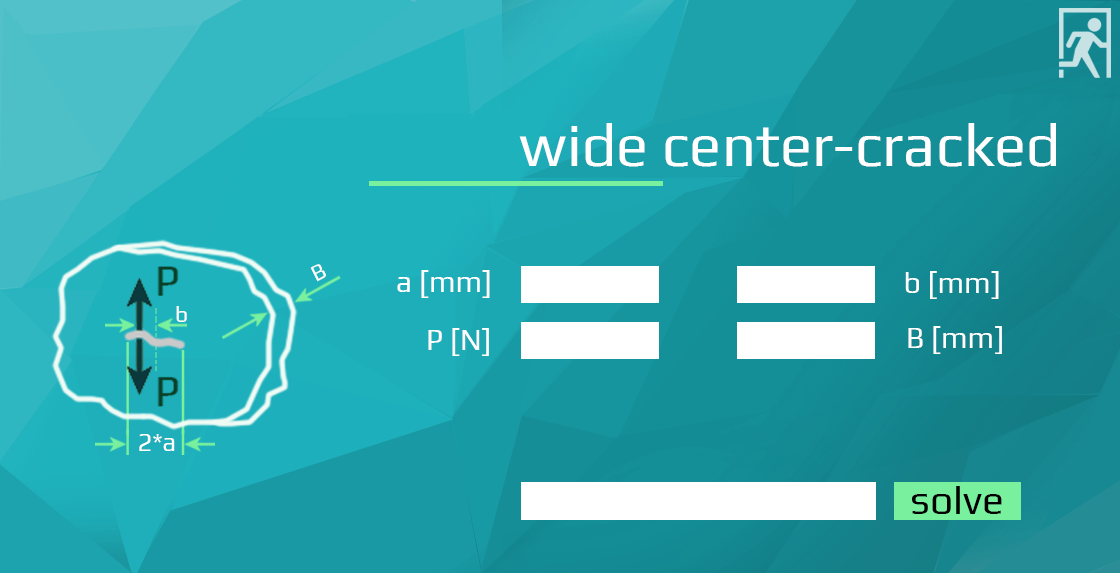 wide center-cracked
P
B
b
P
2*a
a [mm]
b [mm]
P [N]
B [mm]
solve